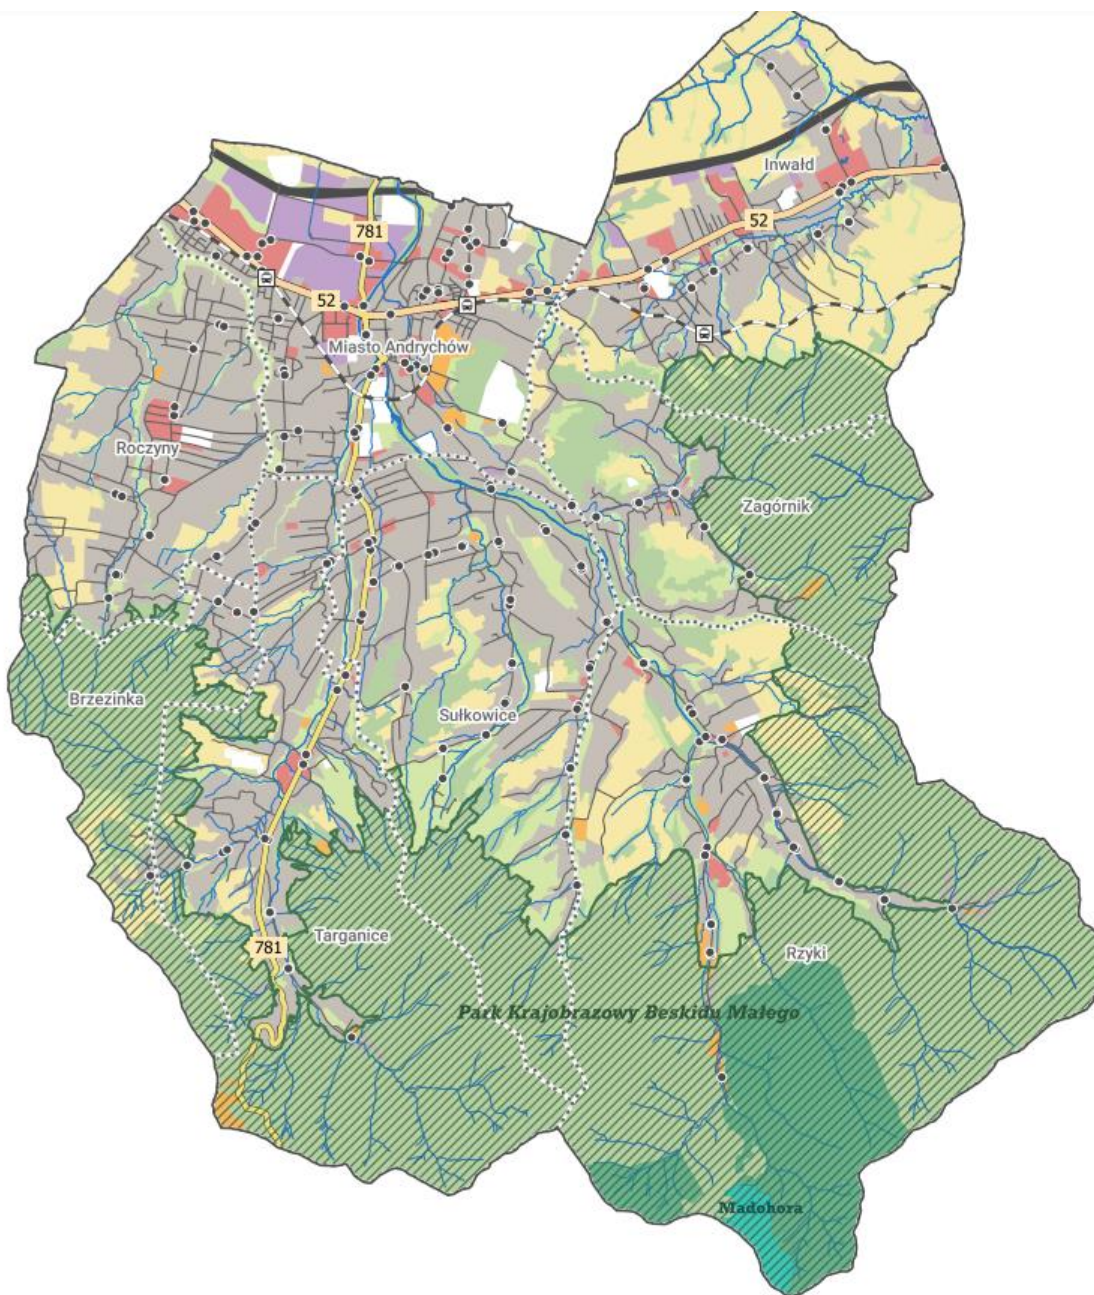 Inwałd
52
781
52
Miasto Andrychów
Roczyny
Zagórnik
Brzezinka
Sułkowice
Targanice
781
Rzyki
Park Krajobrazowy Beskidu Małego
Madohora